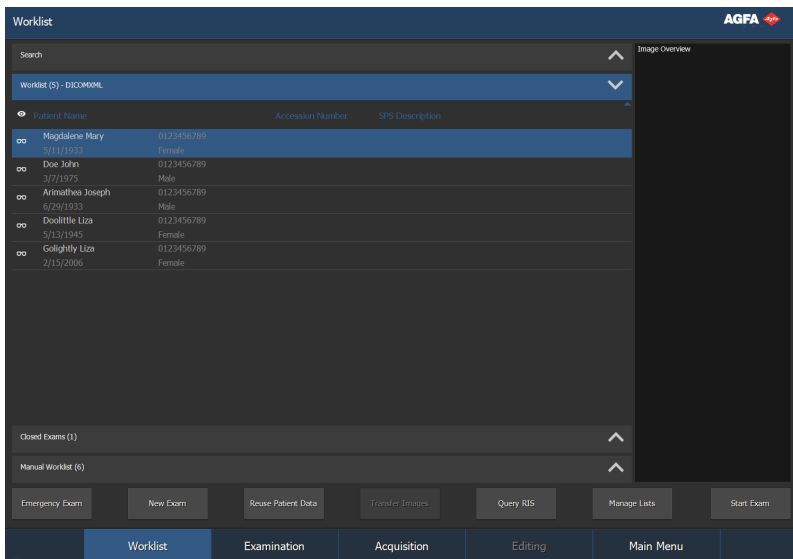 Worklist
AGFA
Search
Image Overview
Worklist (5) - DICOMXML
Patient Name Accession Number SPS Description
Magdalene Mary 0123456789
5/11/1933 Female
Doe John 0123456789
3/7/1975 Male
Arimathea Joseph 0123456789
6/29/1933 Male
Doolittle Liza 0123456789
5/13/1945 Female
Golightly Liza 0123456789
2/15/2006 Female
Closed Exams (1)
Manual Worklist (6)
Emergency Exam New Exam Reuse Patient Data Transfer Images Query RIS Manage Lists Start Exam
Worklist Examination Acquisition Editing Main Menu